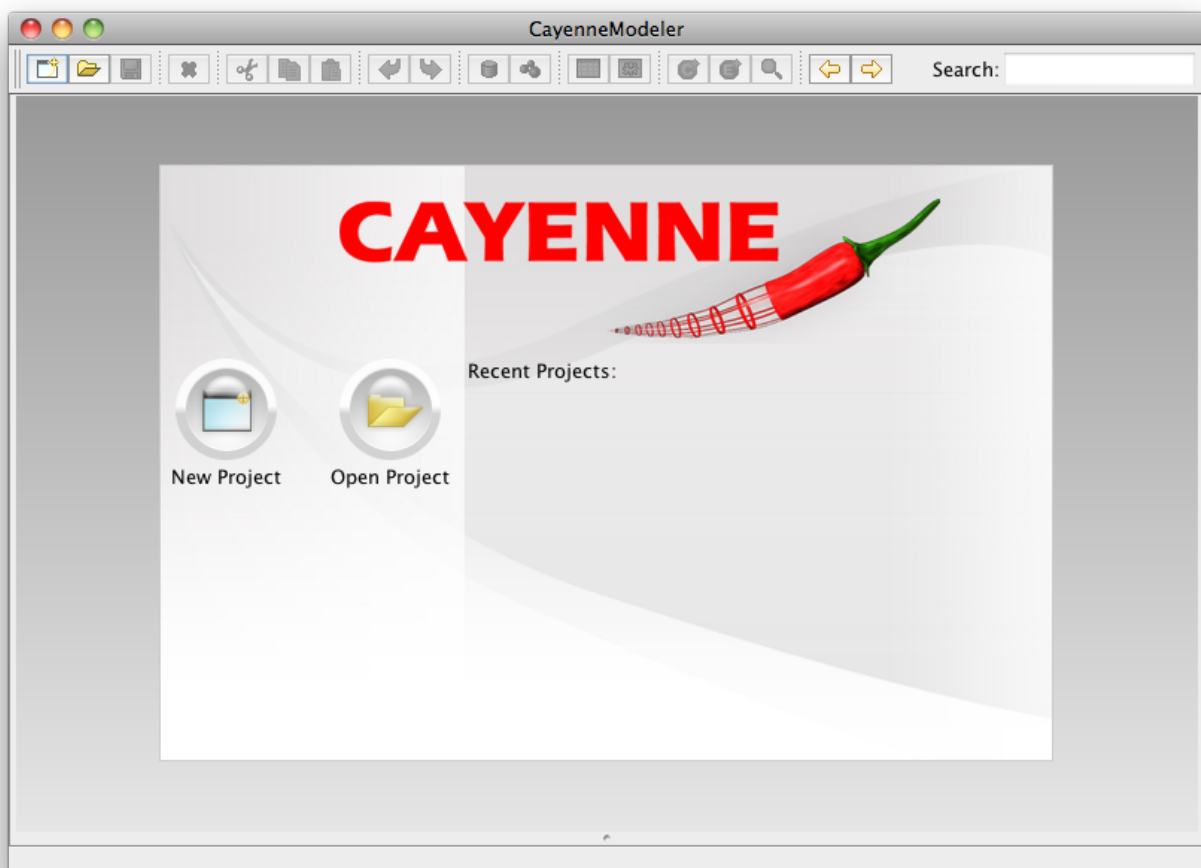 CayenneModeler
Search:
CAYENNE
Recent Projects:
New Project
Open Project